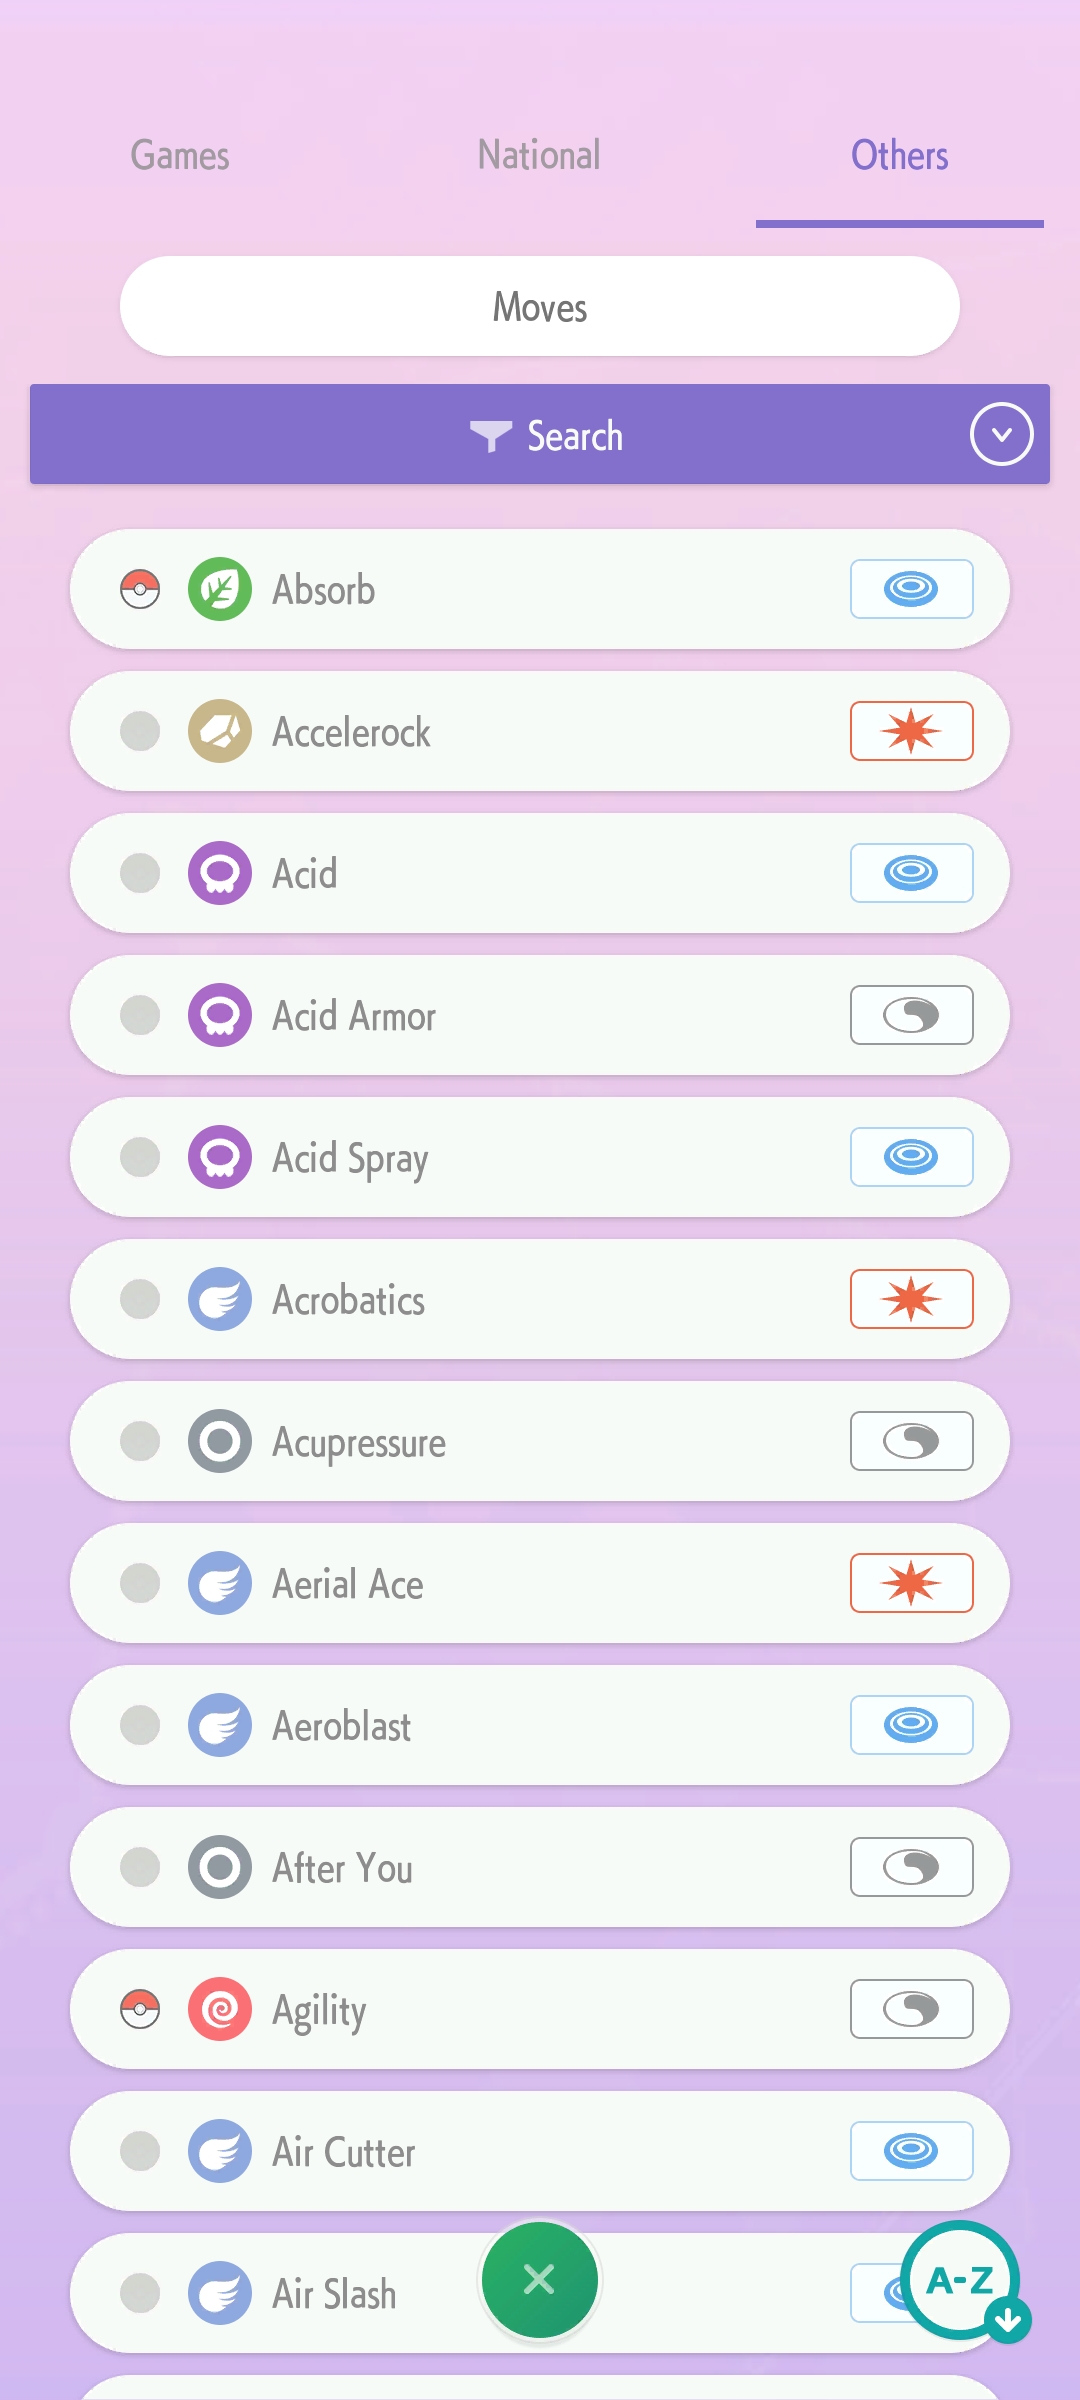 Games
National
Others
Moves
Search
Absorb
Accelerock
Acid
Acid Armor
Acid Spray
Acrobatics
Acupressure
Aerial Ace
Aeroblast
After You
Agility
Air Cutter
Air Slash
A-Z